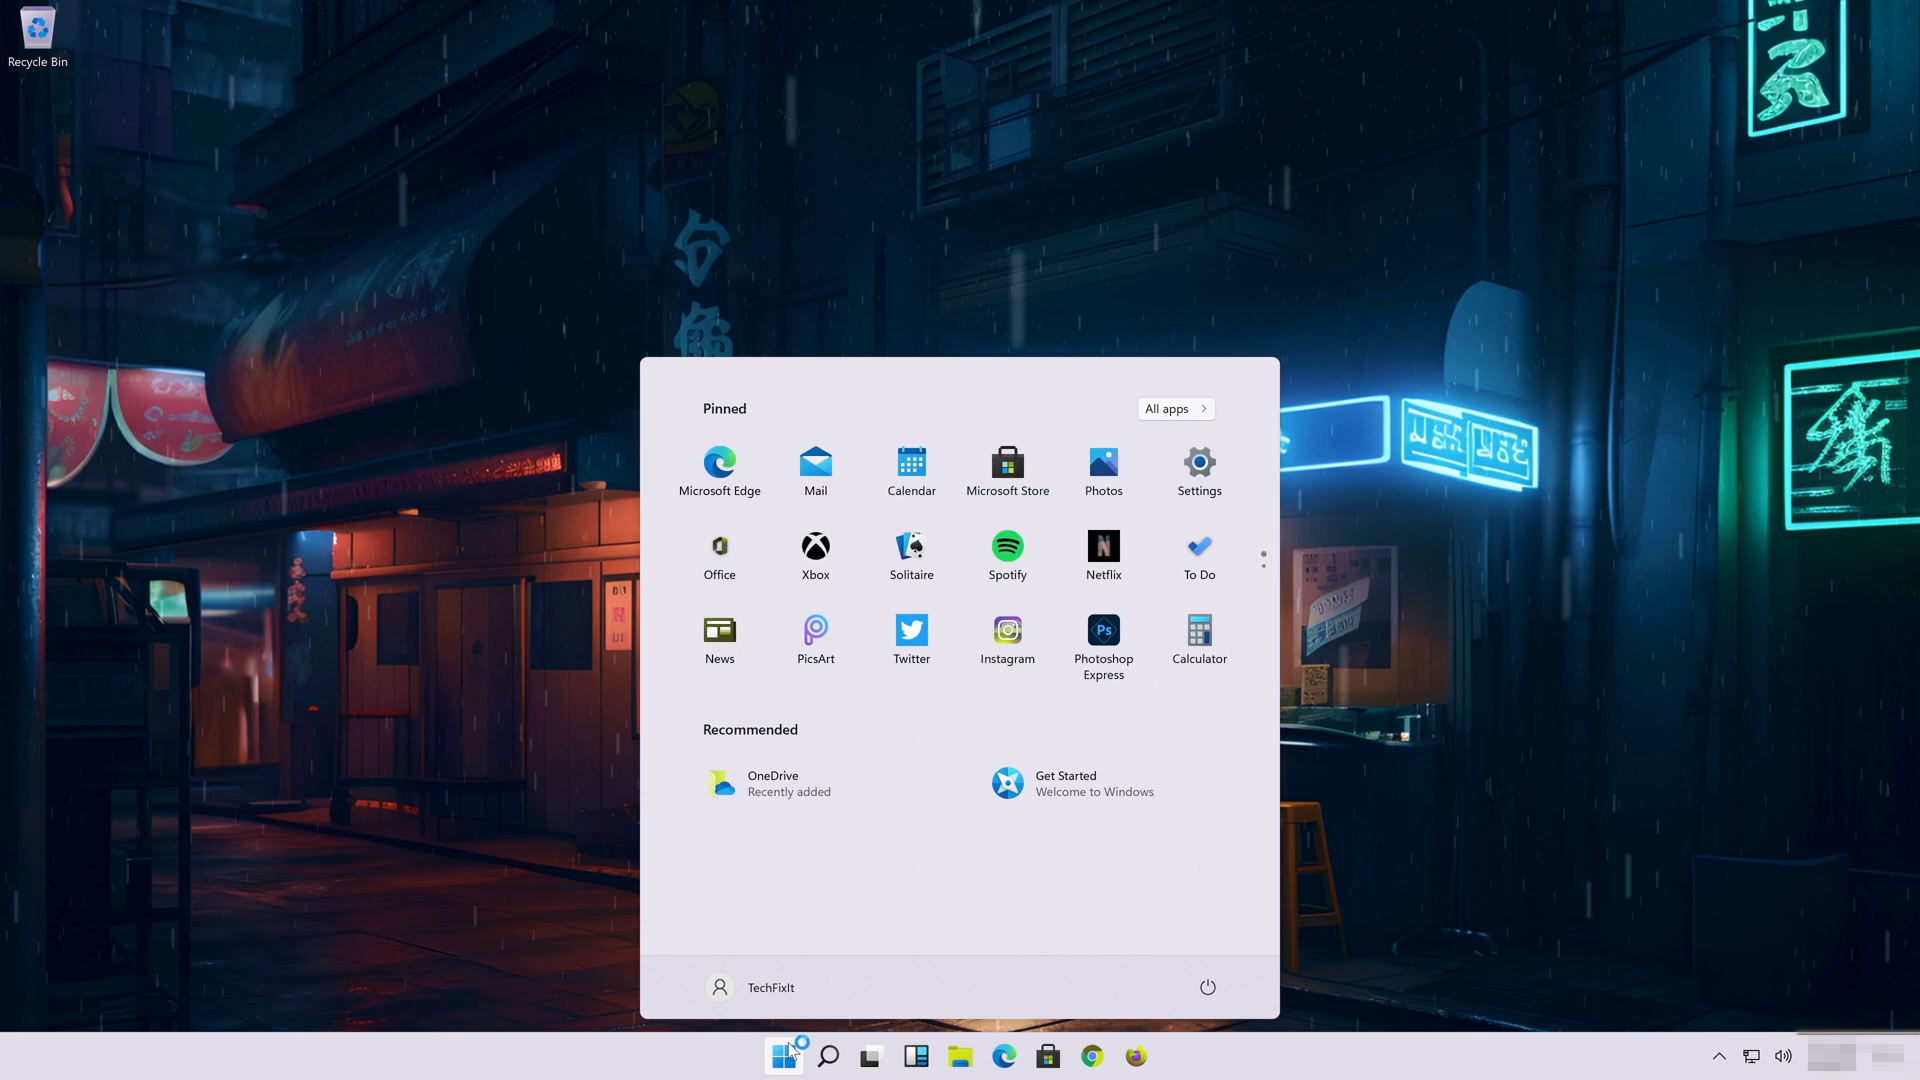 Recycle Bin
Pinned
All apps
Microsoft Edge
Mail
Calendar
Microsoft Store
Photos
Settings
Office
Xbox
Solitaire
Spotify
Netflix
To Do
News
PicsArt
Twitter
Instagram
Photoshop
Express
Calculator
Recommended
OneDrive
Recently added
Get Started
Welcome to Windows
TechFixIt